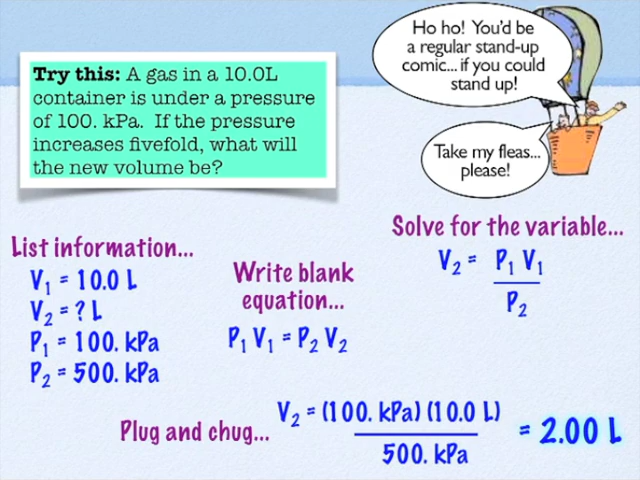 Ho ho! You'd be
a regular stand-up
comic... if you could
stand up!
Try this: A gas in a 10.0L
container is under a pressure
of 100. kPa. If the pressure
increases fivefold, what will
the new volume be?
Take my fleas...
please!
List information...
V₁ = 10.0 L
V₂ = ? L
P₁ = 100. kPa
P₂ = 500. kPa
Write blank
equation...
P₁ V₁ = P₂ V₂
Solve for the variable...
V₂ = P₁ V₁
P₂
Plug and chug...
V₂ = (100. kPa) (10.0 L)
500. kPa
= 2.00 L